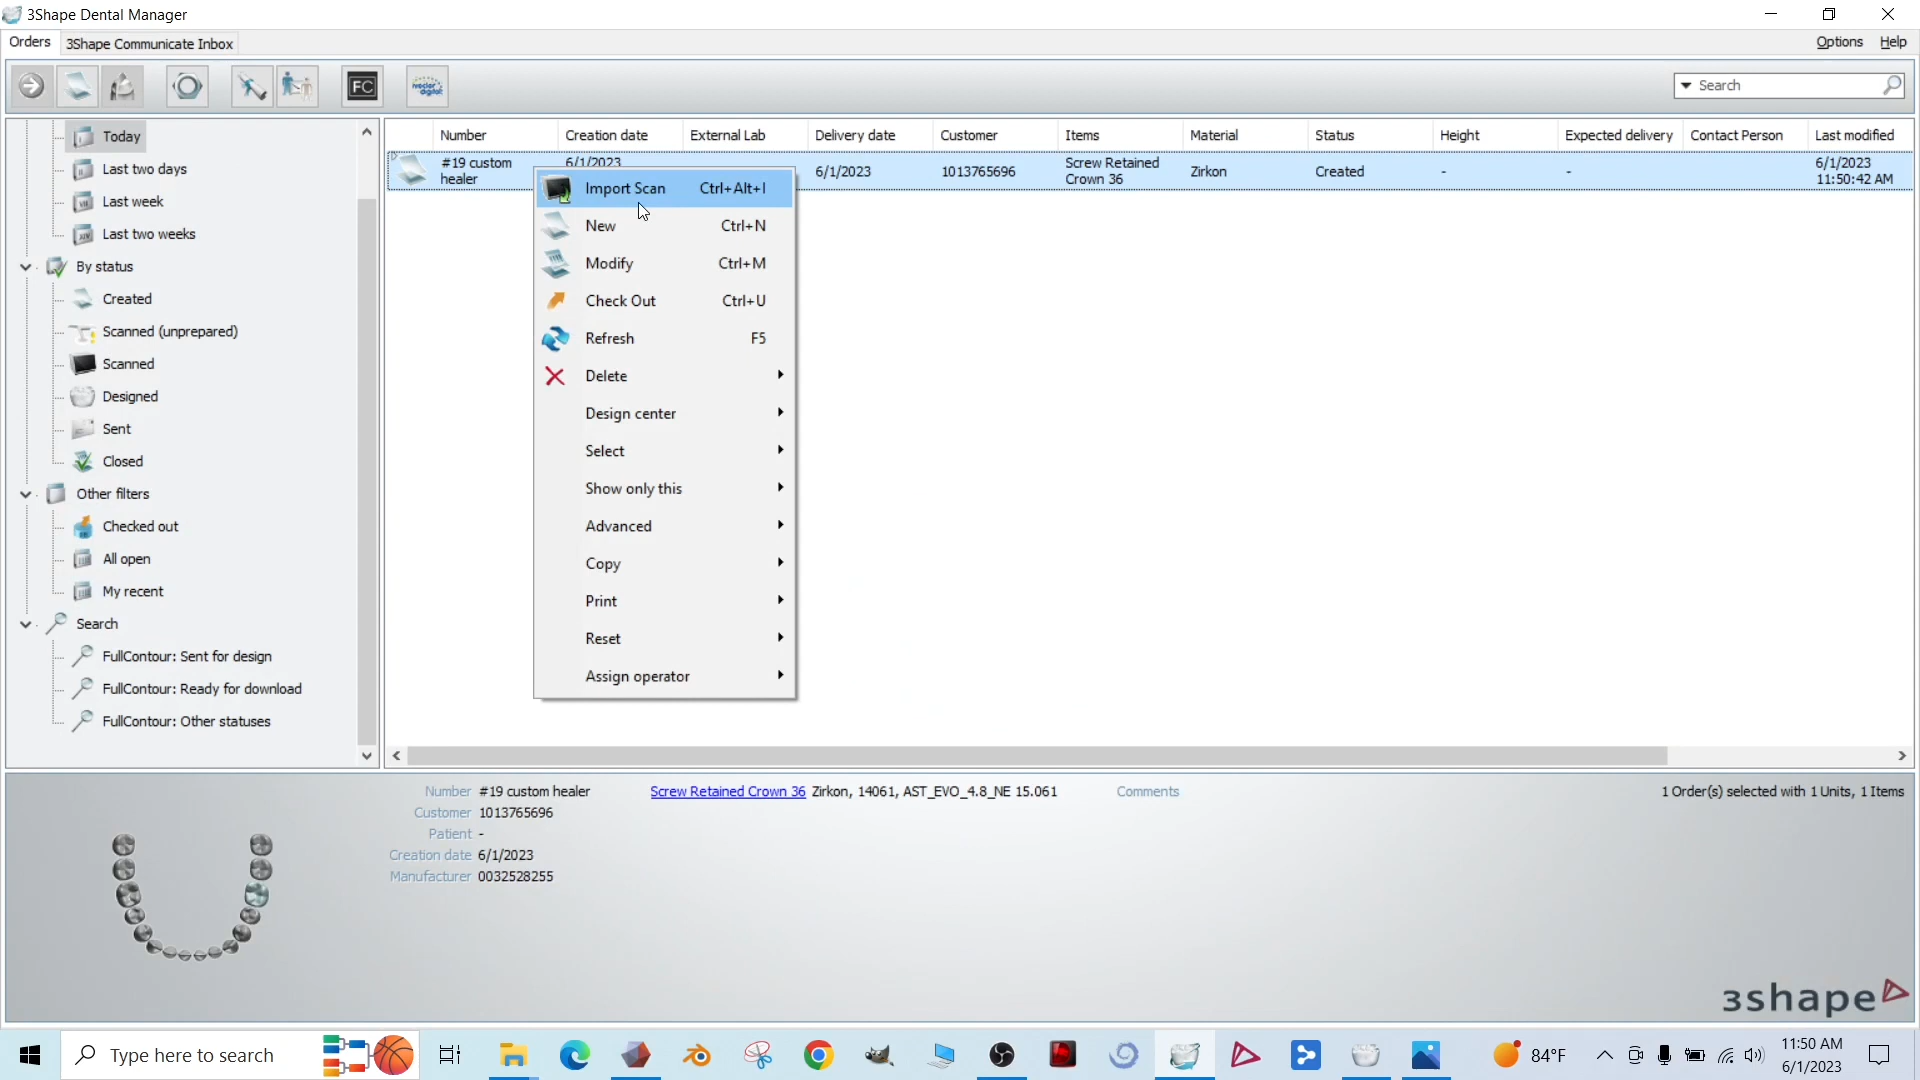 3Shape Dental Manager
Orders 3Shape Communicate Inbox Options Help
FC Search
Number Creation date External Lab Delivery date Customer Items Material Status Height Expected delivery Contact Person Last modified
#19 custom healer 6/1/2023 6/1/2023 1013765696 Screw Retained Crown 36 Zirkon Created - - 6/1/2023 11:50:42 AM
Today
Last two days
Last week
Last two weeks
By status
Created
Scanned (unprepared)
Scanned
Designed
Sent
Closed
Other filters
Checked out
All open
My recent
Search
FullContour: Sent for design
FullContour: Ready for download
FullContour: Other statuses
Import Scan Ctrl+Alt+I
New Ctrl+N
Modify Ctrl+M
Check Out Ctrl+U
Refresh F5
Delete
Design center
Select
Show only this
Advanced
Copy
Print
Reset
Assign operator
Number #19 custom healer
Customer 1013765696
Patient -
Creation date 6/1/2023
Manufacturer 0032528255
Screw Retained Crown 36 Zirkon, 14061, AST_EVO_4.8_NE 15.061
Comments
1 Order(s) selected with 1 Units, 1 Items
3shape
Type here to search
84°F
11:50 AM
6/1/2023